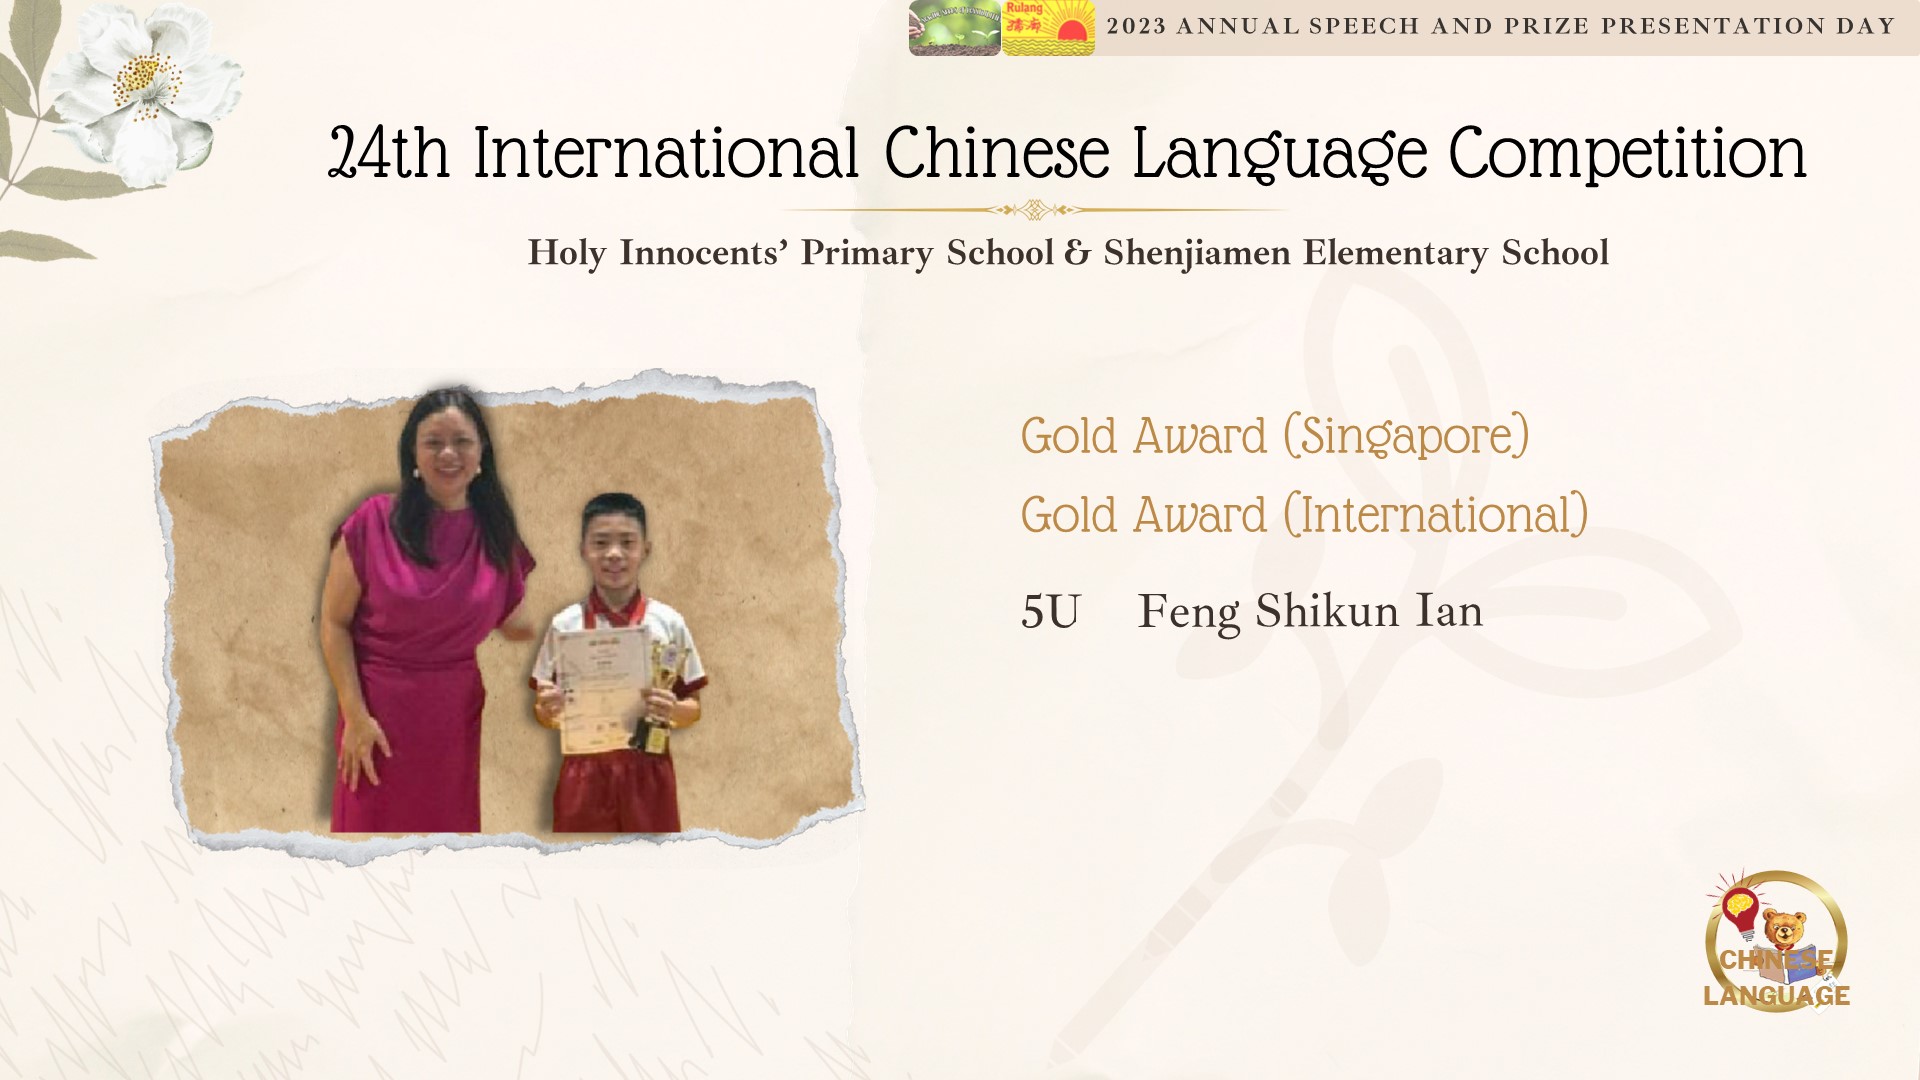 Rulang
2023 ANNUAL SPEECH AND PRIZE PRESENTATION DAY
24th International Chinese Language Competition
Holy Innocents' Primary School & Shenjiamen Elementary School
Gold Award (Singapore)
Gold Award (International)
5U Feng Shikun Ian
CHINESE
LANGUAGE